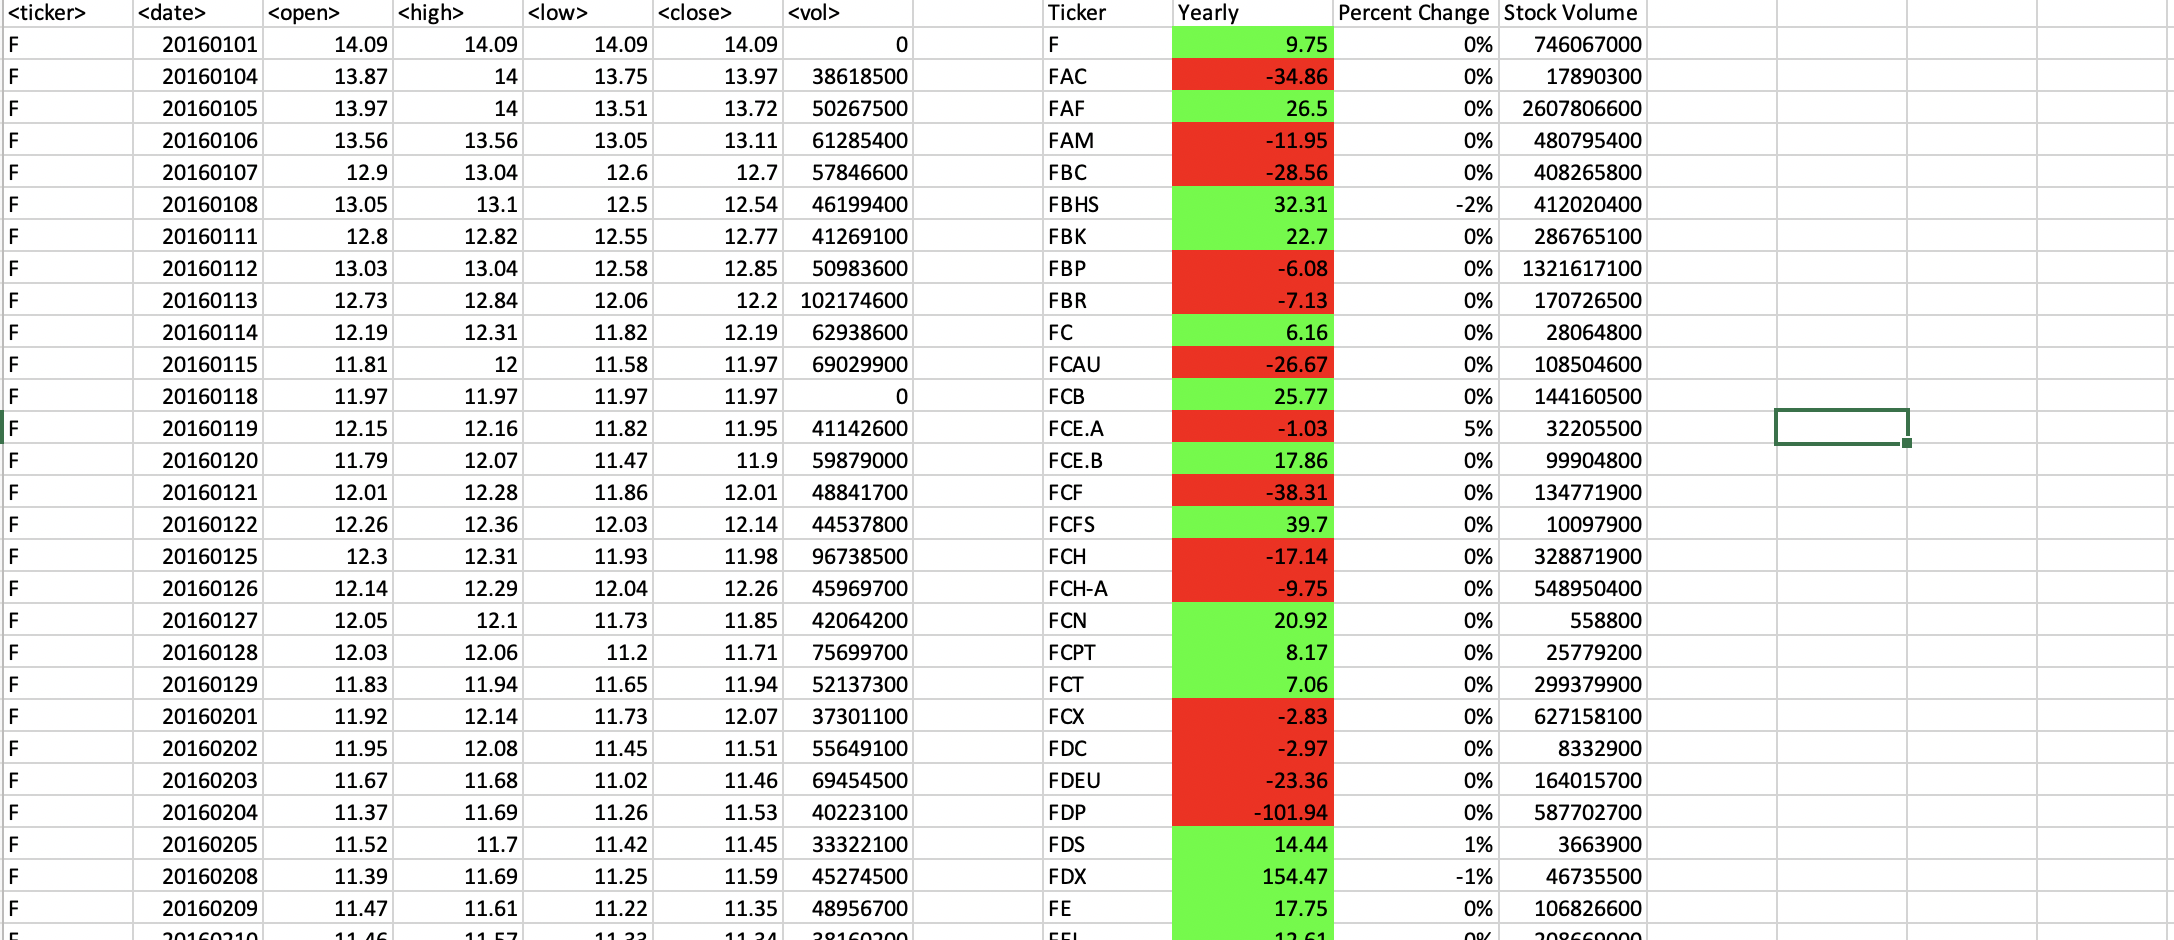 <ticker> <date> <open> <high> <low> <close> <vol> Ticker Yearly Percent Change Stock Volume
F 20160101 14.09 14.09 14.09 14.09 0 F 9.75 0% 746067000
F 20160104 13.87 14 13.75 13.97 38618500 FAC -34.86 0% 17890300
F 20160105 13.97 14 13.51 13.72 50267500 FAF 26.5 0% 2607806600
F 20160106 13.56 13.56 13.05 13.11 61285400 FAM -11.95 0% 480795400
F 20160107 12.9 13.04 12.6 12.7 57846600 FBC -28.56 0% 408265800
F 20160108 13.05 13.1 12.5 12.54 46199400 FBHS 32.31 -2% 412020400
F 20160111 12.8 12.82 12.55 12.77 41269100 FBK 22.7 0% 286765100
F 20160112 13.03 13.04 12.58 12.85 50983600 FBP -6.08 0% 1321617100
F 20160113 12.73 12.84 12.06 12.2 102174600 FBR -7.13 0% 170726500
F 20160114 12.19 12.31 11.82 12.19 62938600 FC 6.16 0% 28064800
F 20160115 11.81 12 11.58 11.97 69029900 FCAU -26.67 0% 108504600
F 20160118 11.97 11.97 11.97 11.97 0 FCB 25.77 0% 144160500
F 20160119 12.15 12.16 11.82 11.95 41142600 FCE.A -1.03 5% 32205500
F 20160120 11.79 12.07 11.47 11.9 59879000 FCE.B 17.86 0% 99904800
F 20160121 12.01 12.28 11.86 12.01 48841700 FCF -38.31 0% 134771900
F 20160122 12.26 12.36 12.03 12.14 44537800 FCFS 39.7 0% 10097900
F 20160125 12.3 12.31 11.93 11.98 96738500 FCH -17.14 0% 328871900
F 20160126 12.14 12.29 12.04 12.26 45969700 FCH-A -9.75 0% 548950400
F 20160127 12.05 12.1 11.73 11.85 42064200 FCN 20.92 0% 558800
F 20160128 12.03 12.06 11.2 11.71 75699700 FCPT 8.17 0% 25779200
F 20160129 11.83 11.94 11.65 11.94 52137300 FCT 7.06 0% 299379900
F 20160201 11.92 12.14 11.73 12.07 37301100 FCX -2.83 0% 627158100
F 20160202 11.95 12.08 11.45 11.51 55649100 FDC -2.97 0% 8332900
F 20160203 11.67 11.68 11.02 11.46 69454500 FDEU -23.36 0% 164015700
F 20160204 11.37 11.69 11.26 11.53 40223100 FDP -101.94 0% 587702700
F 20160205 11.52 11.7 11.42 11.45 33322100 FDS 14.44 1% 3663900
F 20160208 11.39 11.69 11.25 11.59 45274500 FDX 154.47 -1% 46735500
F 20160209 11.47 11.61 11.22 11.35 48956700 FE 17.75 0% 106826600